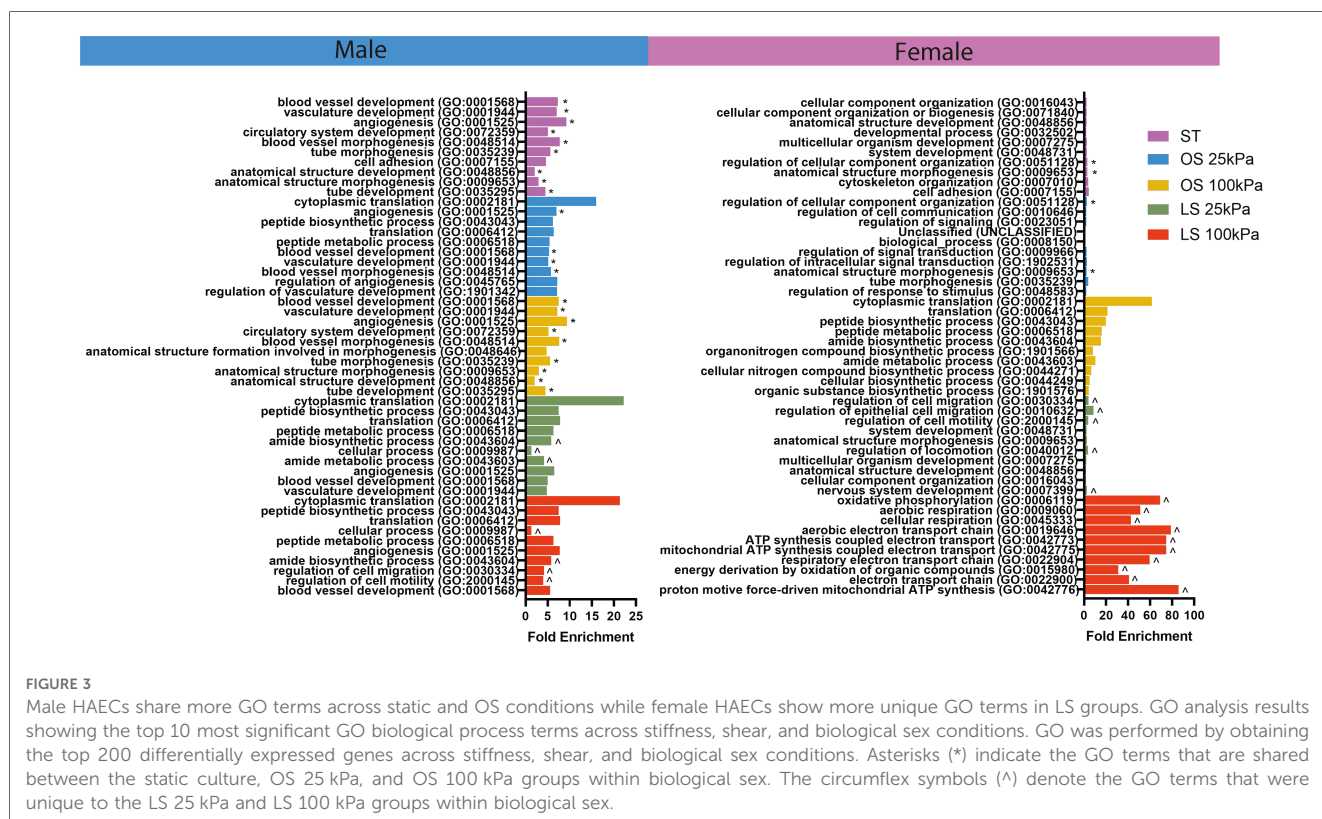 Male
Female
blood vessel development (GO:0001568) *
vasculature development (GO:0001944) *
angiogenesis (GO:0001525) *
circulatory system development (GO:0072359) *
blood vessel morphogenesis (GO:0048514) *
tube morphogenesis (GO:0035239) *
cell adhesion (GO:0007155)
anatomical structure development (GO:0048856) *
anatomical structure morphogenesis (GO:0009653) *
tube development (GO:0035295) *
cytoplasmic translation (GO:0002181)
angiogenesis (GO:0001525) *
peptide biosynthetic process (GO:0043043)
translation (GO:0006412)
peptide metabolic process (GO:0006518)
blood vessel development (GO:0001568) *
vasculature development (GO:0001944) *
blood vessel morphogenesis (GO:0048514) *
regulation of angiogenesis (GO:0045765)
regulation of vasculature development (GO:1901342)
blood vessel development (GO:0001568) *
vasculature development (GO:0001944) *
angiogenesis (GO:0001525) *
circulatory system development (GO:0072359) *
blood vessel morphogenesis (GO:0048514) *
anatomical structure formation involved in morphogenesis (GO:0048646)
tube morphogenesis (GO:0035239) *
anatomical structure morphogenesis (GO:0009653) *
anatomical structure development (GO:0048856) *
tube development (GO:0035295) *
cytoplasmic translation (GO:0002181)
peptide biosynthetic process (GO:0043043)
translation (GO:0006412)
peptide metabolic process (GO:0006518)
amide biosynthetic process (GO:0043604) ^
cellular process (GO:0009987) ^
amide metabolic process (GO:0043603) ^
angiogenesis (GO:0001525)
blood vessel development (GO:0001568)
vasculature development (GO:0001944)
cytoplasmic translation (GO:0002181)
peptide biosynthetic process (GO:0043043)
translation (GO:0006412)
cellular process (GO:0009987) ^
peptide metabolic process (GO:0006518)
angiogenesis (GO:0001525)
amide biosynthetic process (GO:0043604) ^
regulation of cell migration (GO:0030334) ^
regulation of cell motility (GO:2000145) ^
blood vessel development (GO:0001568)
0 5 10 15 20 25
Fold Enrichment
cellular component organization (GO:0016043)
cellular component organization or biogenesis (GO:0071840)
anatomical structure development (GO:0048856)
developmental process (GO:0032502)
multicellular organism development (GO:0007275)
system development (GO:0048731)
regulation of cellular component organization (GO:0051128) *
anatomical structure morphogenesis (GO:0009653) *
cytoskeleton organization (GO:0007010)
cell adhesion (GO:0007155)
regulation of cellular component organization (GO:0051128) *
regulation of cell communication (GO:0010646)
regulation of signaling (GO:0023051)
Unclassified (UNCLASSIFIED)
biological_process (GO:0008150)
regulation of signal transduction (GO:0009966)
regulation of intracellular signal transduction (GO:1902531)
anatomical structure morphogenesis (GO:0009653) *
tube morphogenesis (GO:0035239)
regulation of response to stimulus (GO:0048583)
cytoplasmic translation (GO:0002181)
translation (GO:0006412)
peptide biosynthetic process (GO:0043043)
peptide metabolic process (GO:0006518)
amide biosynthetic process (GO:0043604)
organonitrogen compound biosynthetic process (GO:1901566)
amide metabolic process (GO:0043603)
cellular nitrogen compound biosynthetic process (GO:0044271)
cellular biosynthetic process (GO:0044249)
organic substance biosynthetic process (GO:1901576)
regulation of cell migration (GO:0030334) ^
regulation of epithelial cell migration (GO:0010632) ^
regulation of cell motility (GO:2000145) ^
system development (GO:0048731)
anatomical structure morphogenesis (GO:0009653)
regulation of locomotion (GO:0040012) ^
multicellular organism development (GO:0007275)
anatomical structure development (GO:0048856)
cellular component organization (GO:0016043)
nervous system development (GO:0007399) ^
oxidative phosphorylation (GO:0006119) ^
aerobic respiration (GO:0009060) ^
cellular respiration (GO:0045333) ^
aerobic electron transport chain (GO:0019646) ^
ATP synthesis coupled electron transport (GO:0042773) ^
mitochondrial ATP synthesis coupled electron transport (GO:0042775) ^
respiratory electron transport chain (GO:0022904) ^
energy derivation by oxidation of organic compounds (GO:0015980) ^
electron transport chain (GO:0022900) ^
proton motive force-driven mitochondrial ATP synthesis (GO:0042776) ^
0 20 40 60 80 100
Fold Enrichment
ST
OS 25kPa
OS 100kPa
LS 25kPa
LS 100kPa
FIGURE 3
Male HAECs share more GO terms across static and OS conditions while female HAECs show more unique GO terms in LS groups. GO analysis results
showing the top 10 most significant GO biological process terms across stiffness, shear, and biological sex conditions. GO was performed by obtaining
the top 200 differentially expressed genes across stiffness, shear, and biological sex conditions. Asterisks (*) indicate the GO terms that are shared
between the static culture, OS 25 kPa, and OS 100 kPa groups within biological sex. The circumflex symbols (^) denote the GO terms that were
unique to the LS 25 kPa and LS 100 kPa groups within biological sex.